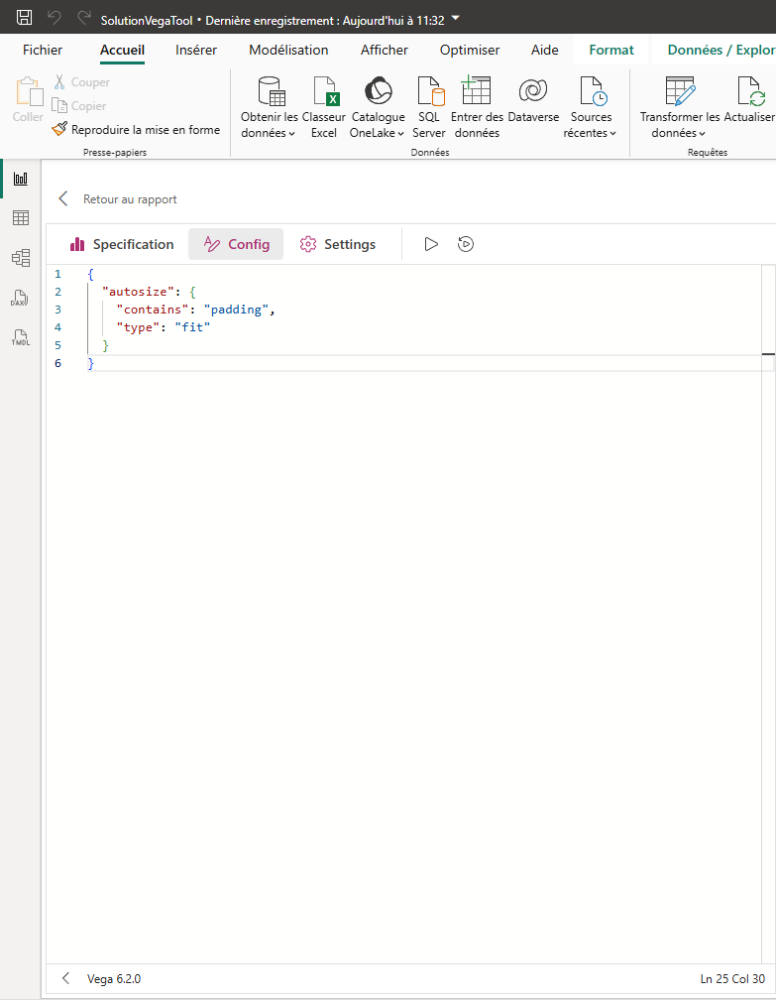 SolutionVegaTool • Dernière enregistrement : Aujourd'hui à 11:32
Fichier Accueil Insérer Modélisation Afficher Optimiser Aide Format Données / Explor
Coller
Couper
Copier
Reproduire la mise en forme
Presse-papiers
Obtenir les données
Classeur Excel
Catalogue OneLake
SQL Server
Entrer des données
Dataverse
Sources récentes
Données
Transformer les données
Actualiser
Requêtes
DAX
TMDL
Retour au rapport
Specification Config Settings
1 {
2 "autosize": {
3 "contains": "padding",
4 "type": "fit"
5 }
6 }
Vega 6.2.0
Ln 25 Col 30